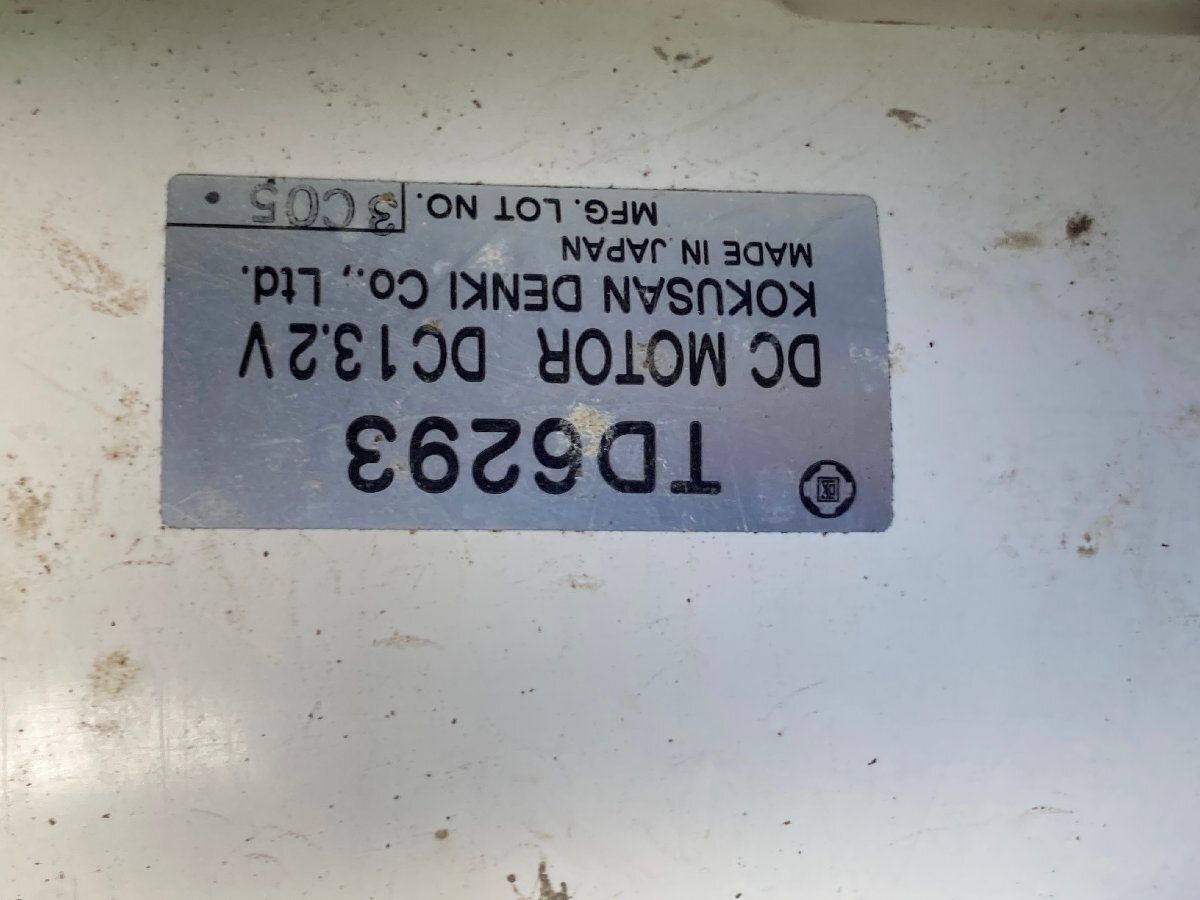 TD6293
DC MOTOR DC13.2V
KOKUSAN DENKI Co., Ltd.
MADE IN JAPAN
MFG. LOT NO. 3C05